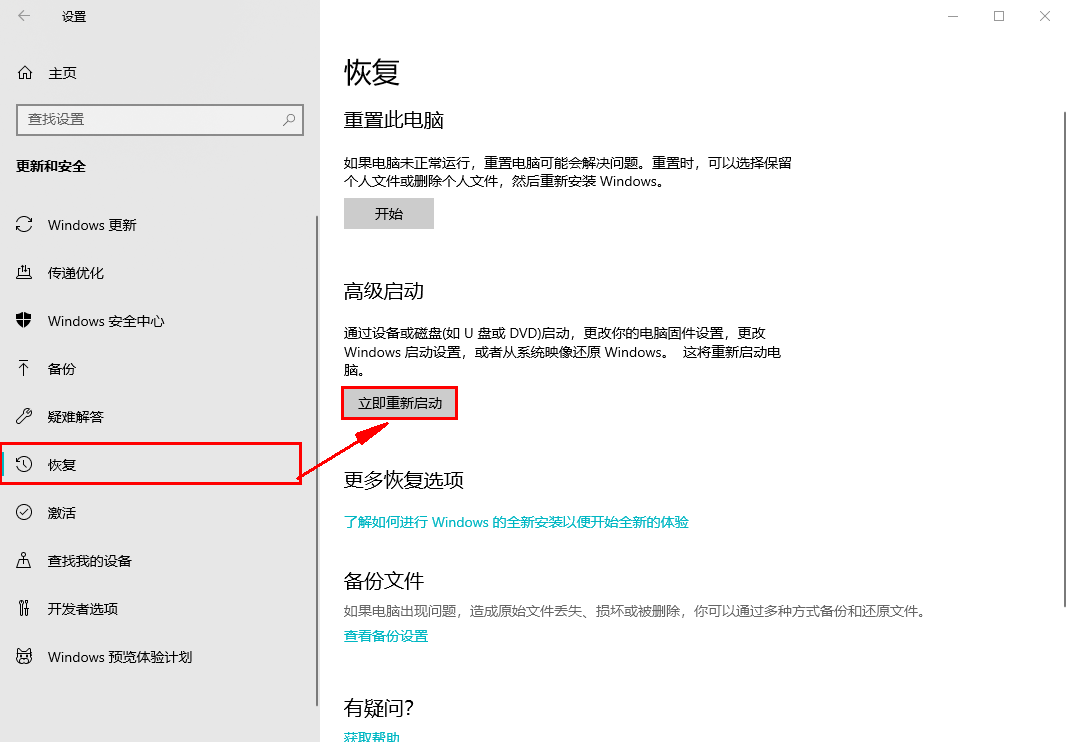 设置
主页
查找设置
更新和安全
Windows 更新
传递优化
Windows 安全中心
备份
疑难解答
恢复
激活
查找我的设备
开发者选项
Windows 预览体验计划
恢复
重置此电脑
如果电脑未正常运行，重置电脑可能会解决问题。重置时，可以选择保留
个人文件或删除个人文件，然后重新安装 Windows。
开始
高级启动
通过设备或磁盘(如 U 盘或 DVD)启动，更改你的电脑固件设置，更改
Windows 启动设置，或者从系统映像还原 Windows。 这将重新启动电
脑。
立即重新启动
更多恢复选项
了解如何进行 Windows 的全新安装以便开始全新的体验
备份文件
如果电脑出现问题，造成原始文件丢失、损坏或被删除，你可以通过多种方式备份和还原文件。
查看备份设置
有疑问?
获取帮助